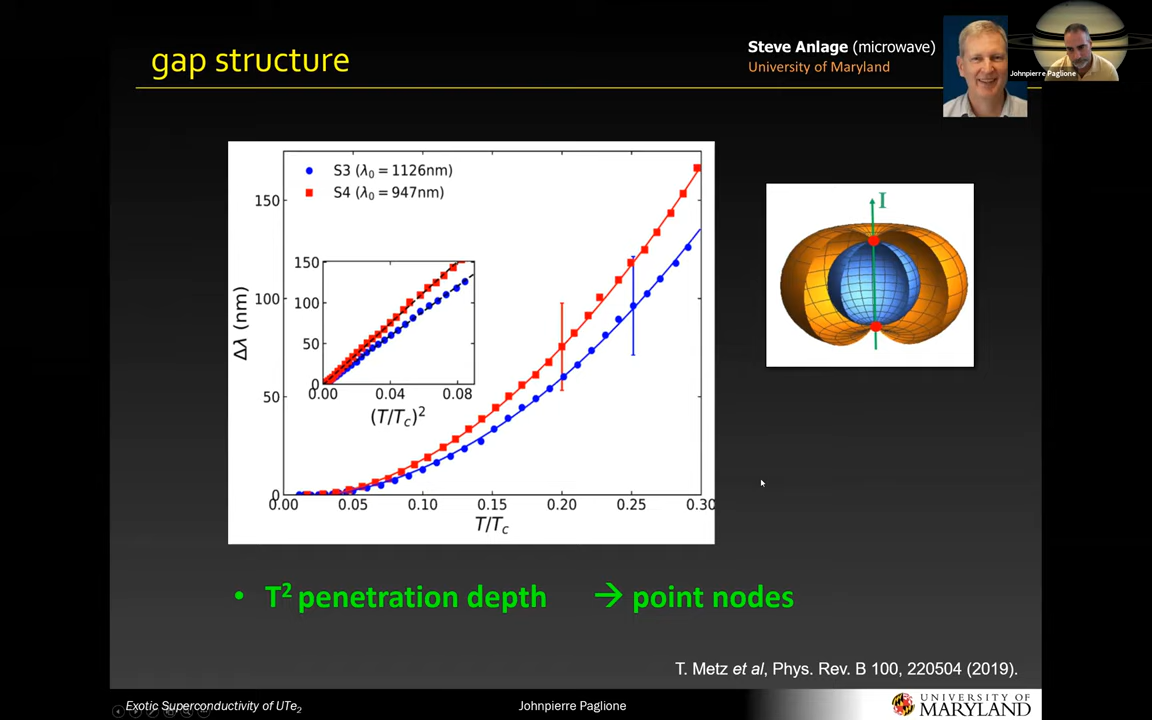 gap structure
Steve Anlage (microwave)
University of Maryland
Johnpierre Paglione
S3 (λ₀ = 1126nm)
S4 (λ₀ = 947nm)
150
100
50
0
Δλ (nm)
0.00 0.05 0.10 0.15 0.20 0.25 0.30
T/Tc
150
100
50
0
0.00 0.04 0.08
(T/Tc)²
I
• T² penetration depth → point nodes
T. Metz et al, Phys. Rev. B 100, 220504 (2019).
Exotic Superconductivity of UTe₂
Johnpierre Paglione
UNIVERSITY OF
MARYLAND